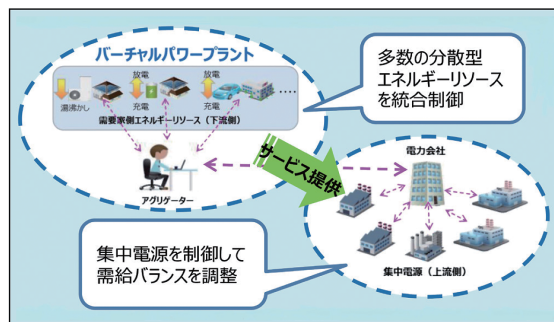 バーチャルパワープラント
放電
放電
湯沸かし
充電
充電
‥‥
需要家側エネルギーリソース（下流側）
アグリゲーター
多数の分散型
エネルギーリソース
を統合制御
サービス提供
電力会社
集中電源（上流側）
集中電源を制御して
需給バランスを調整